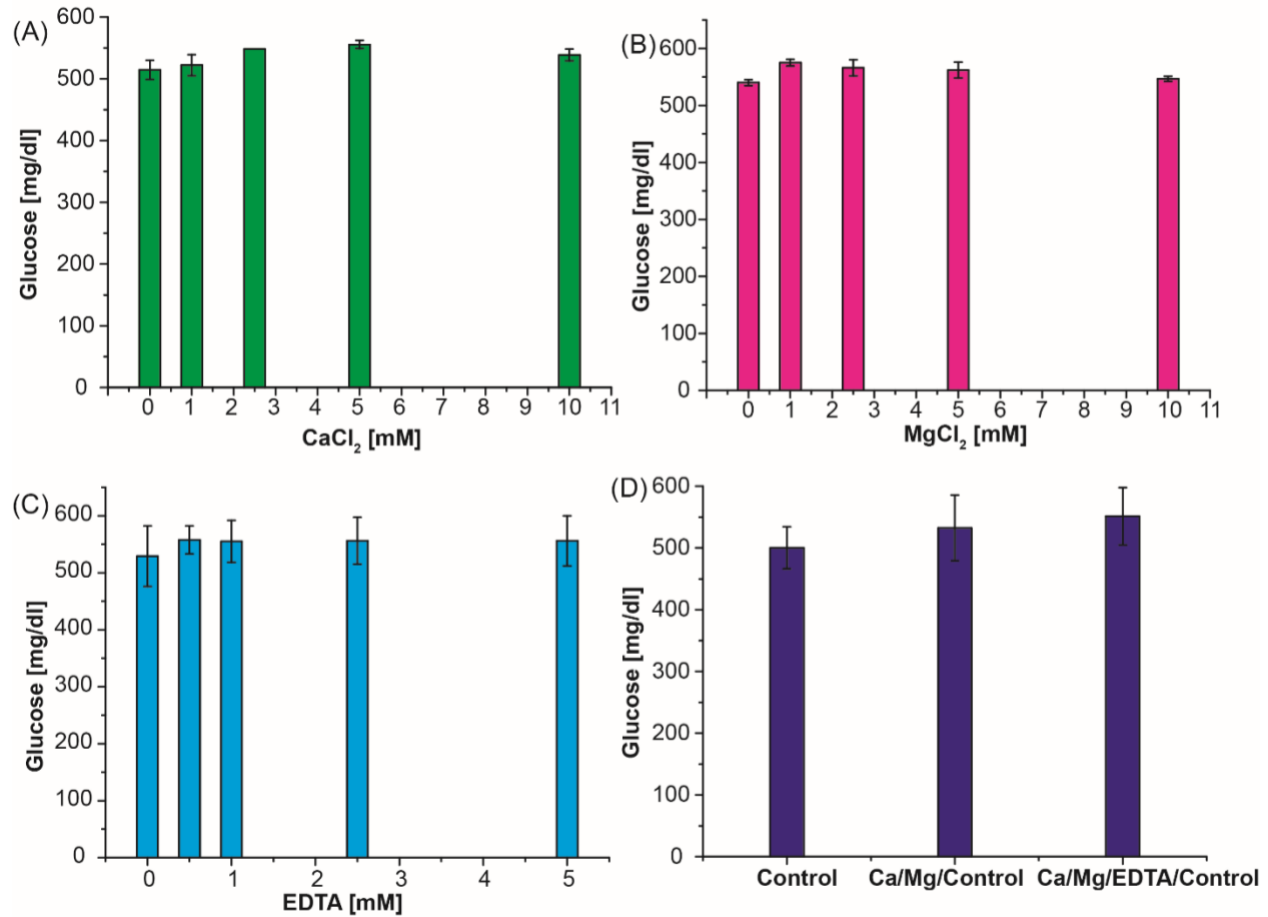 (A)
600
500
400
300
200
100
0
Glucose [mg/dl]
0 1 2 3 4 5 6 7 8 9 10 11
CaCl₂ [mM]
(B)
600
500
400
300
200
100
0
Glucose [mg/dl]
0 1 2 3 4 5 6 7 8 9 10 11
MgCl₂ [mM]
(C)
600
500
400
300
200
100
0
Glucose [mg/dl]
0 1 2 3 4 5
EDTA [mM]
(D)
600
500
400
300
200
100
0
Glucose [mg/dl]
Control Ca/Mg/Control Ca/Mg/EDTA/Control